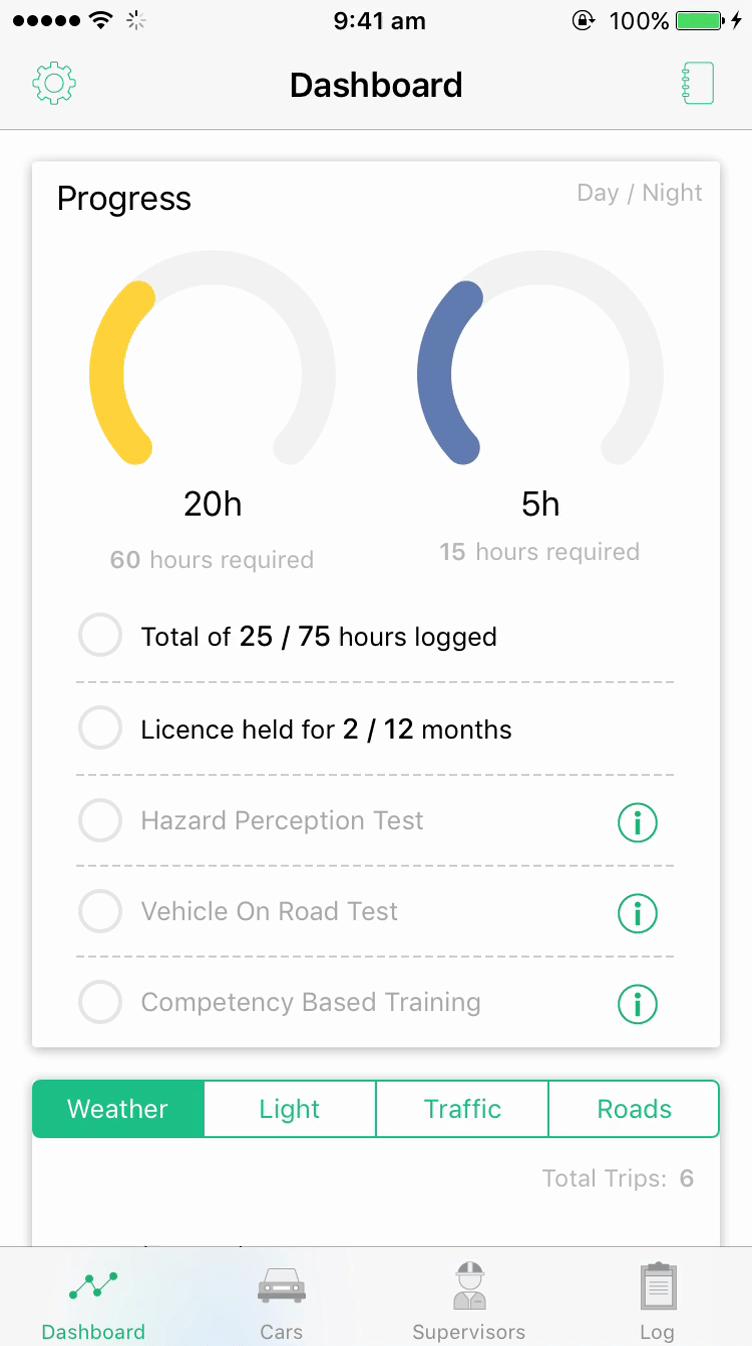 9:41 am 100%
Dashboard
Progress
Day / Night
20h
5h
60 hours required
15 hours required
Total of 25 / 75 hours logged
Licence held for 2 / 12 months
Hazard Perception Test
Vehicle On Road Test
Competency Based Training
Weather Light Traffic Roads
Total Trips: 6
Dashboard Cars Supervisors Log